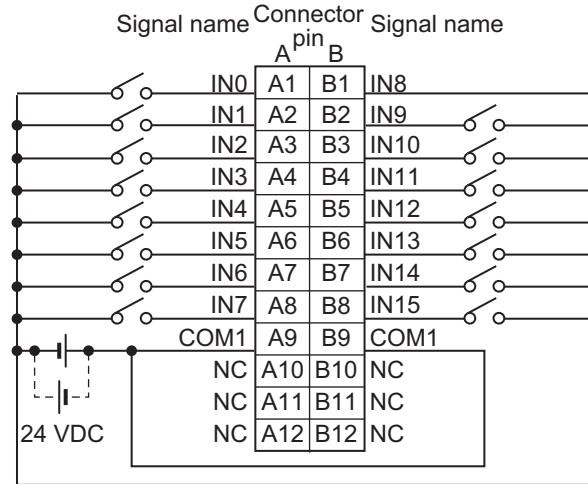 Signal name Connector pin Signal name
A B
IN0 A1 B1 IN8
IN1 A2 B2 IN9
IN2 A3 B3 IN10
IN3 A4 B4 IN11
IN4 A5 B5 IN12
IN5 A6 B6 IN13
IN6 A7 B7 IN14
IN7 A8 B8 IN15
COM1 A9 B9 COM1
NC A10 B10 NC
NC A11 B11 NC
NC A12 B12 NC
24 VDC